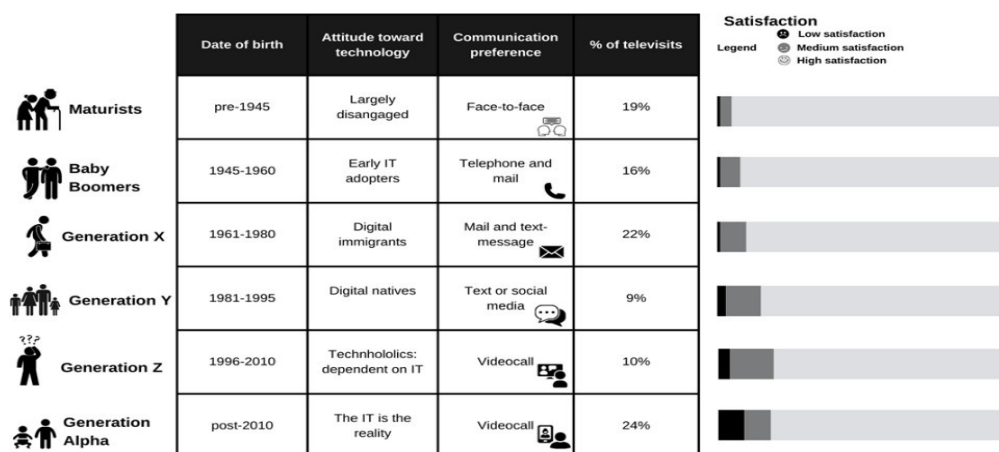 Satisfaction
Legend
Low satisfaction
Medium satisfaction
High satisfaction
Date of birth
Attitude toward
technology
Communication
preference
% of televisits
Maturists
pre-1945
Largely
disangaged
Face-to-face
19%
Baby
Boomers
1945-1960
Early IT
adopters
Telephone and
mail
16%
Generation X
1961-1980
Digital
immigrants
Mail and text-
message
22%
Generation Y
1981-1995
Digital natives
Text or social
media
9%
???
Generation Z
1996-2010
Technhololics:
dependent on IT
Videocall
10%
Generation
Alpha
post-2010
The IT is the
reality
Videocall
24%